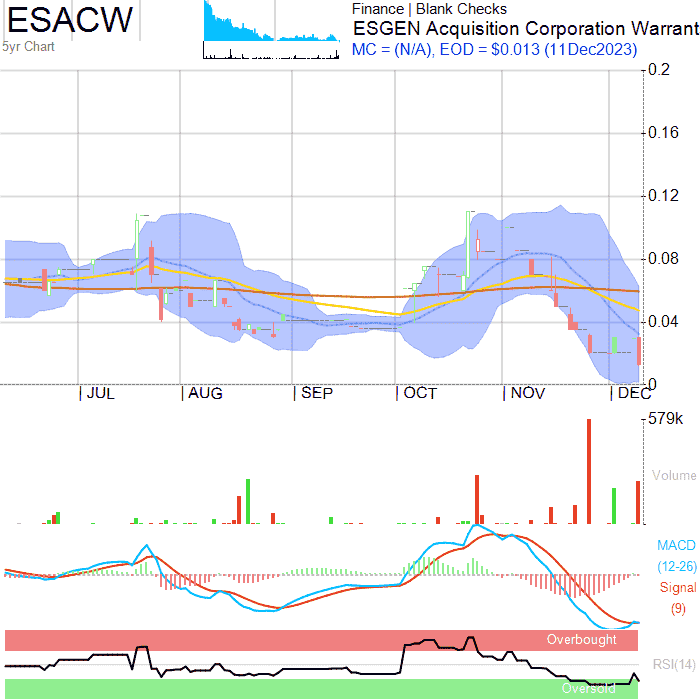 ESACW
5yr Chart
Finance | Blank Checks
ESGEN Acquisition Corporation Warrant
MC = (N/A), EOD = $0.013 (11Dec2023)
0.2
0.16
0.12
0.08
0.04
0
JUL AUG SEP OCT NOV DEC
579k
Volume
MACD
(12-26)
Signal
(9)
Overbought
RSI(14)
Oversold